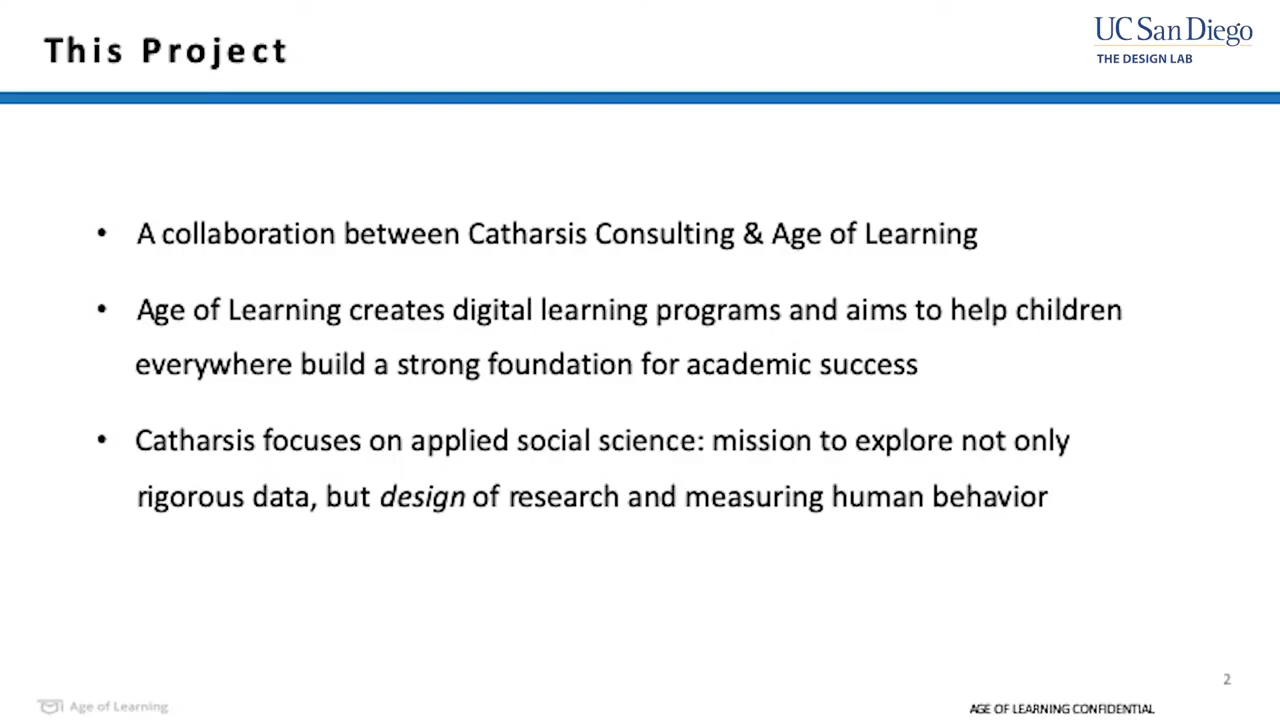 This Project
UC San Diego
THE DESIGN LAB
• A collaboration between Catharsis Consulting & Age of Learning
• Age of Learning creates digital learning programs and aims to help children
everywhere build a strong foundation for academic success
• Catharsis focuses on applied social science: mission to explore not only
rigorous data, but design of research and measuring human behavior
2
Age of Learning
AGE OF LEARNING CONFIDENTIAL